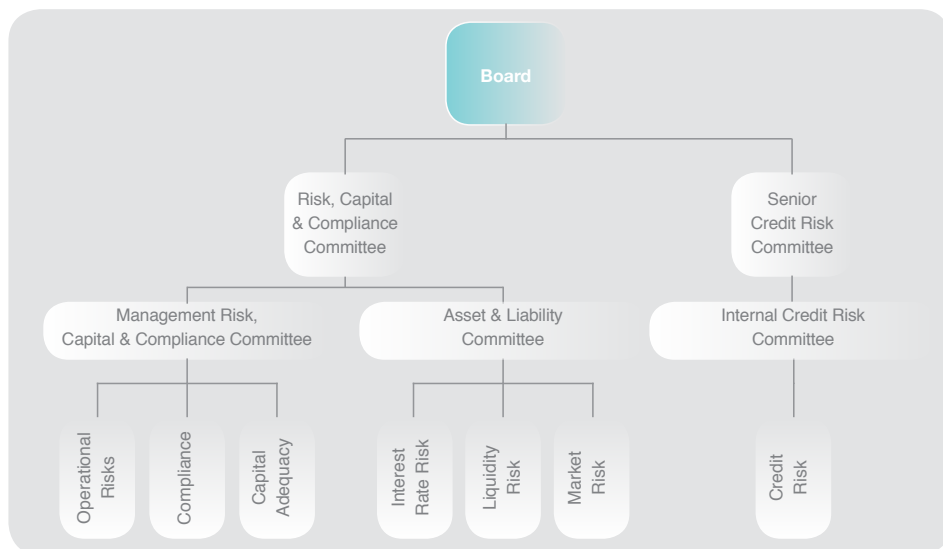 Board
Risk, Capital
& Compliance
Committee
Senior
Credit Risk
Committee
Management Risk,
Capital & Compliance Committee
Asset & Liability
Committee
Internal Credit Risk
Committee
Operational
Risks
Compliance
Capital
Adequacy
Interest
Rate Risk
Liquidity
Risk
Market
Risk
Credit
Risk